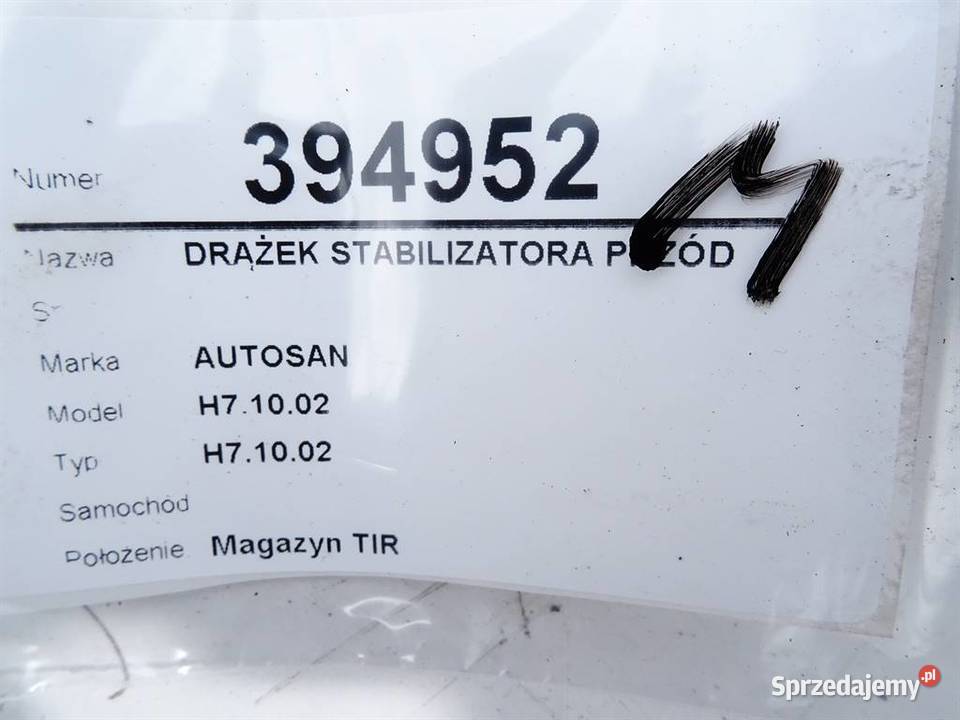 Numer 394952 M
Nazwa DRĄŻEK STABILIZATORA PRZÓD
Marka AUTOSAN
Model H7.10.02
Typ H7.10.02
Samochód
Położenie Magazyn TIR
Sprzedajemy.pl